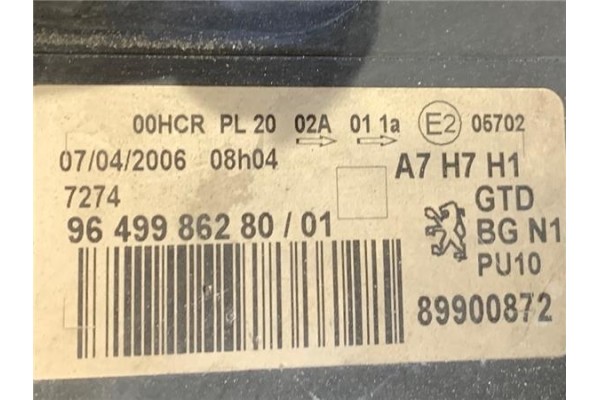 00HCR PL 20 02A 01 1a E2 05702
07/04/2006 08h04 A7 H7 H1
7274 GTD
96 499 862 80 / 01 BG N1
PU10
89900872